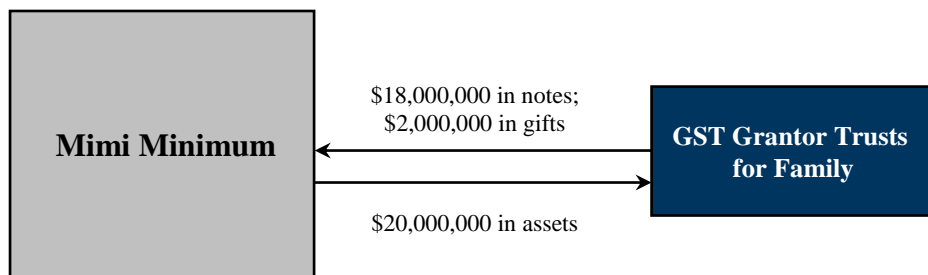 $18,000,000 in notes;
$2,000,000 in gifts
Mimi Minimum
GST Grantor Trusts
for Family
$20,000,000 in assets